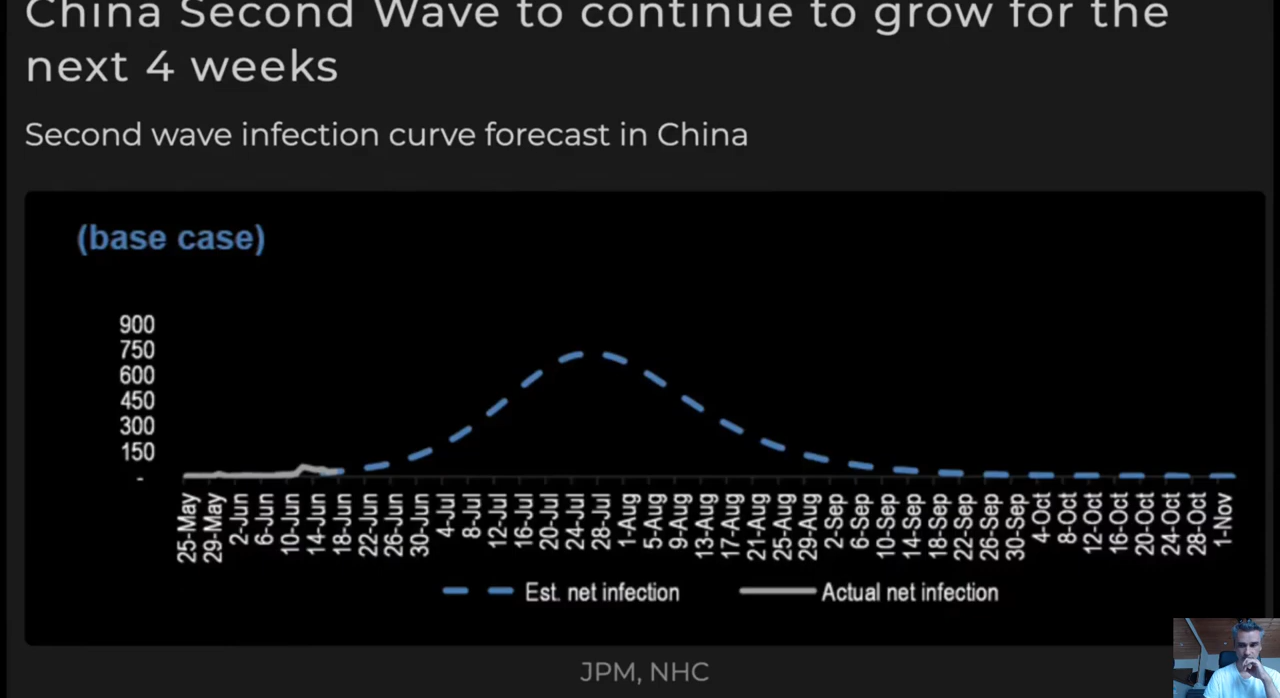 China Second Wave to continue to grow for the
next 4 weeks
Second wave infection curve forecast in China
(base case)
900
750
600
450
300
150
-
25-May
29-May
2-Jun
6-Jun
10-Jun
14-Jun
18-Jun
22-Jun
26-Jun
30-Jun
4-Jul
8-Jul
12-Jul
16-Jul
20-Jul
24-Jul
28-Jul
1-Aug
5-Aug
9-Aug
13-Aug
17-Aug
21-Aug
25-Aug
29-Aug
2-Sep
6-Sep
10-Sep
14-Sep
18-Sep
22-Sep
26-Sep
30-Sep
4-Oct
8-Oct
12-Oct
16-Oct
20-Oct
24-Oct
28-Oct
1-Nov
Est. net infection
Actual net infection
JPM, NHC